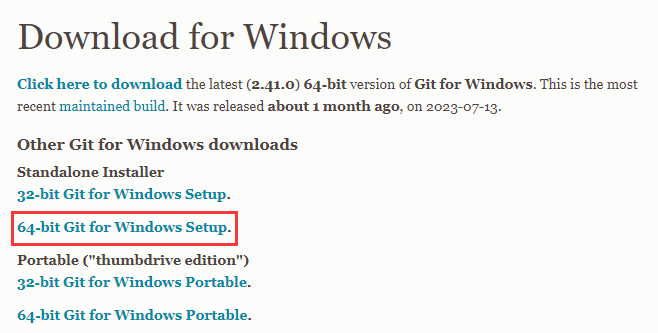 Download for Windows
Click here to download the latest (2.41.0) 64-bit version of Git for Windows. This is the most
recent maintained build. It was released about 1 month ago, on 2023-07-13.
Other Git for Windows downloads
Standalone Installer
32-bit Git for Windows Setup.
64-bit Git for Windows Setup.
Portable ("thumbdrive edition")
32-bit Git for Windows Portable.
64-bit Git for Windows Portable.